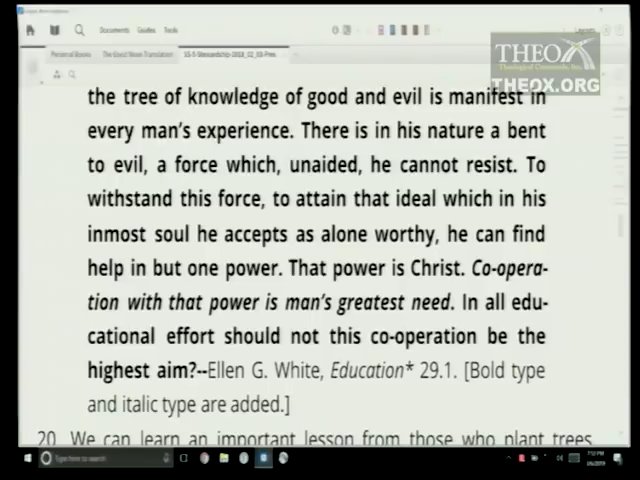 Documents Guides Tools
Layouts
Personal Books
THEOX
THEOX.ORG
the tree of knowledge of good and evil is manifest in
every man's experience. There is in his nature a bent
to evil, a force which, unaided, he cannot resist. To
withstand this force, to attain that ideal which in his
inmost soul he accepts as alone worthy, he can find
help in but one power. That power is Christ. Co-opera-
tion with that power is man's greatest need. In all edu-
cational effort should not this co-operation be the
highest aim?--Ellen G. White, Education* 29.1. [Bold type
and italic type are added.]
20 We can learn an important lesson from those who plant trees
Type here to search